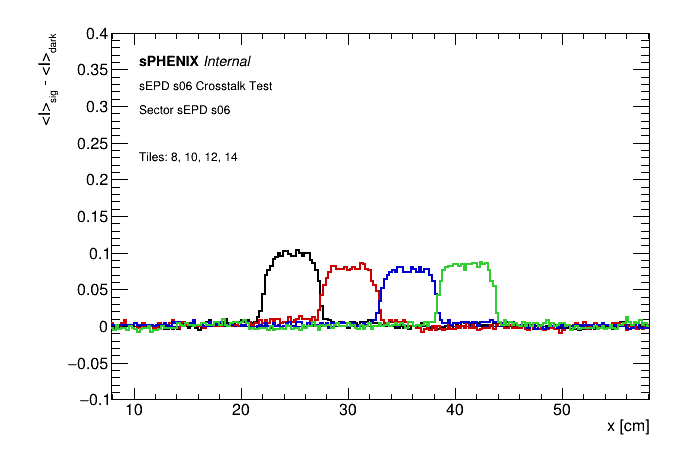 <I>sig - <I>dark
0.4
0.35
0.3
0.25
0.2
0.15
0.1
0.05
0
−0.05
−0.1
sPHENIX Internal
sEPD s06 Crosstalk Test
Sector sEPD s06
Tiles: 8, 10, 12, 14
10 20 30 40 50
x [cm]